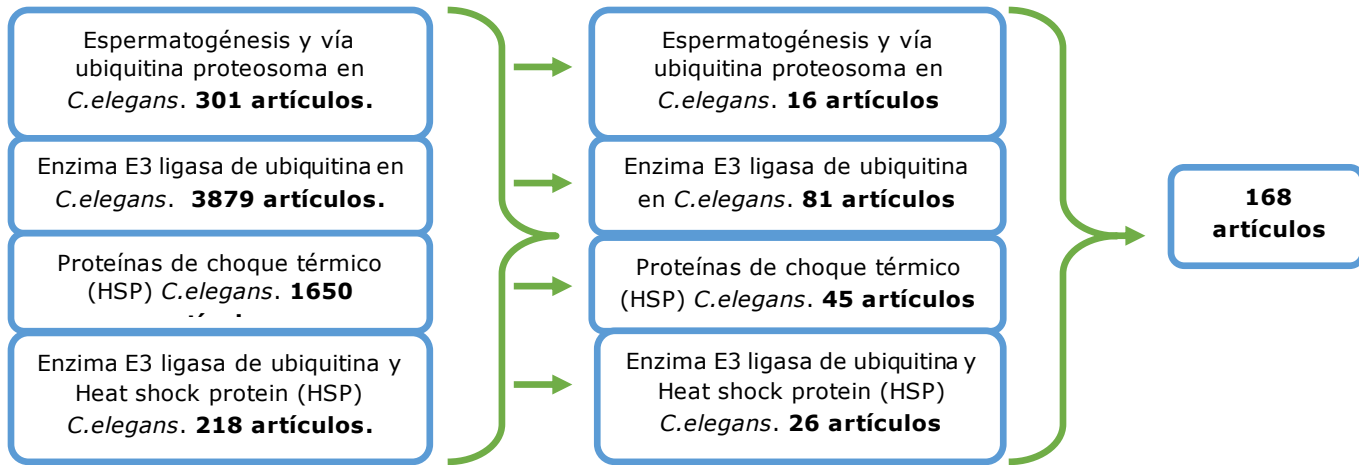 Espermatogénesis y vía
ubiquitina proteosoma en
C.elegans. 301 artículos.
Enzima E3 ligasa de ubiquitina en
C.elegans. 3879 artículos.
Proteínas de choque térmico
(HSP) C.elegans. 1650
Enzima E3 ligasa de ubiquitina y
Heat shock protein (HSP)
C.elegans. 218 artículos.
Espermatogénesis y vía
ubiquitina proteosoma en
C.elegans. 16 artículos
Enzima E3 ligasa de ubiquitina
en C.elegans. 81 artículos
Proteínas de choque térmico
(HSP) C.elegans. 45 artículos
Enzima E3 ligasa de ubiquitina y
Heat shock protein (HSP)
C.elegans. 26 artículos
168
artículos